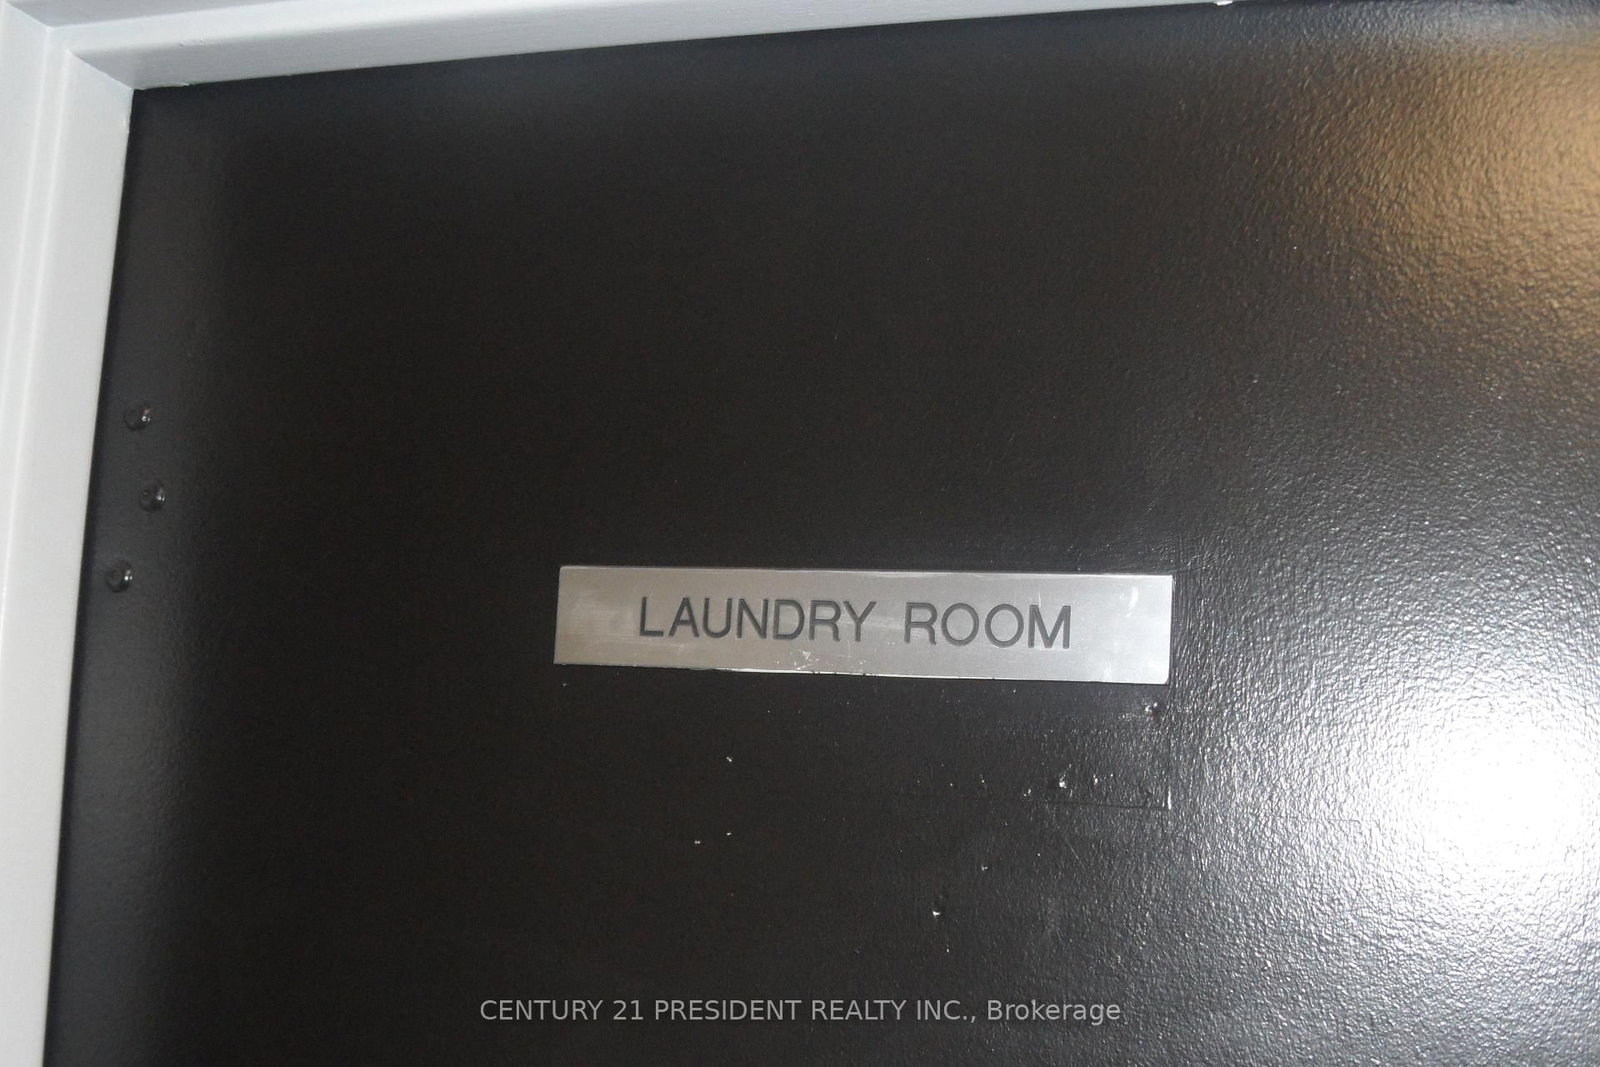 LAUNDRY ROOM
CENTURY 21 PRESIDENT REALTY INC., Brokerage